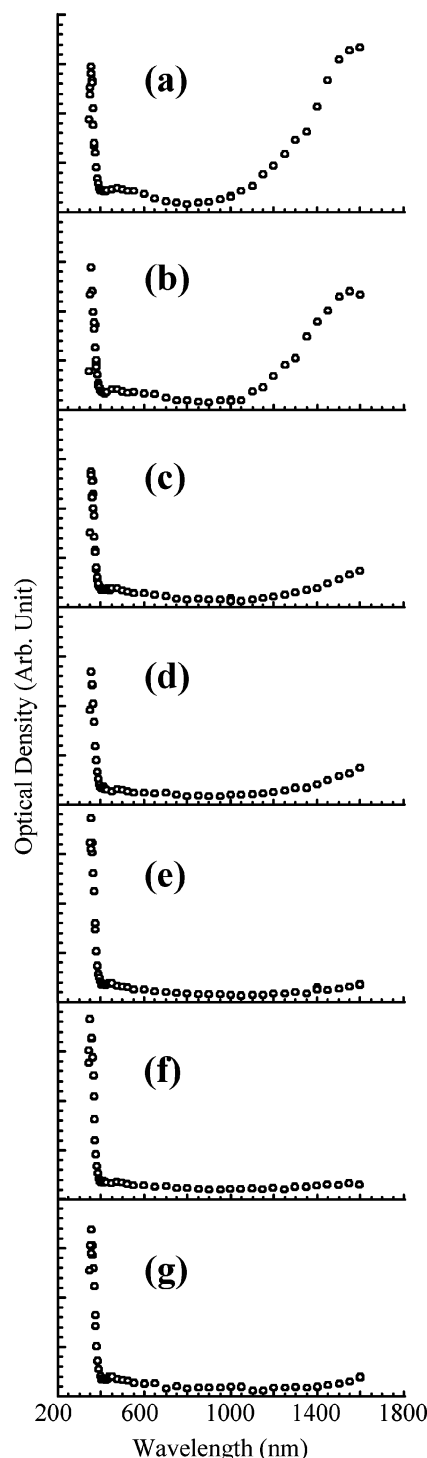 (a)
(b)
(c)
(d)
(e)
(f)
(g)
Optical Density (Arb. Unit)
200 600 1000 1400 1800
Wavelength (nm)